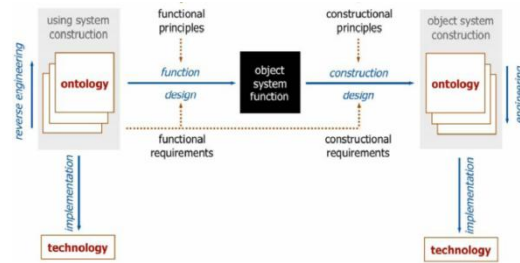 using system
construction
functional
principles
constructional
principles
object system
construction
reverse engineering
ontology
function
design
object
system
function
construction
design
ontology
engineering
functional
requirements
constructional
requirements
implementation
implementation
technology
technology